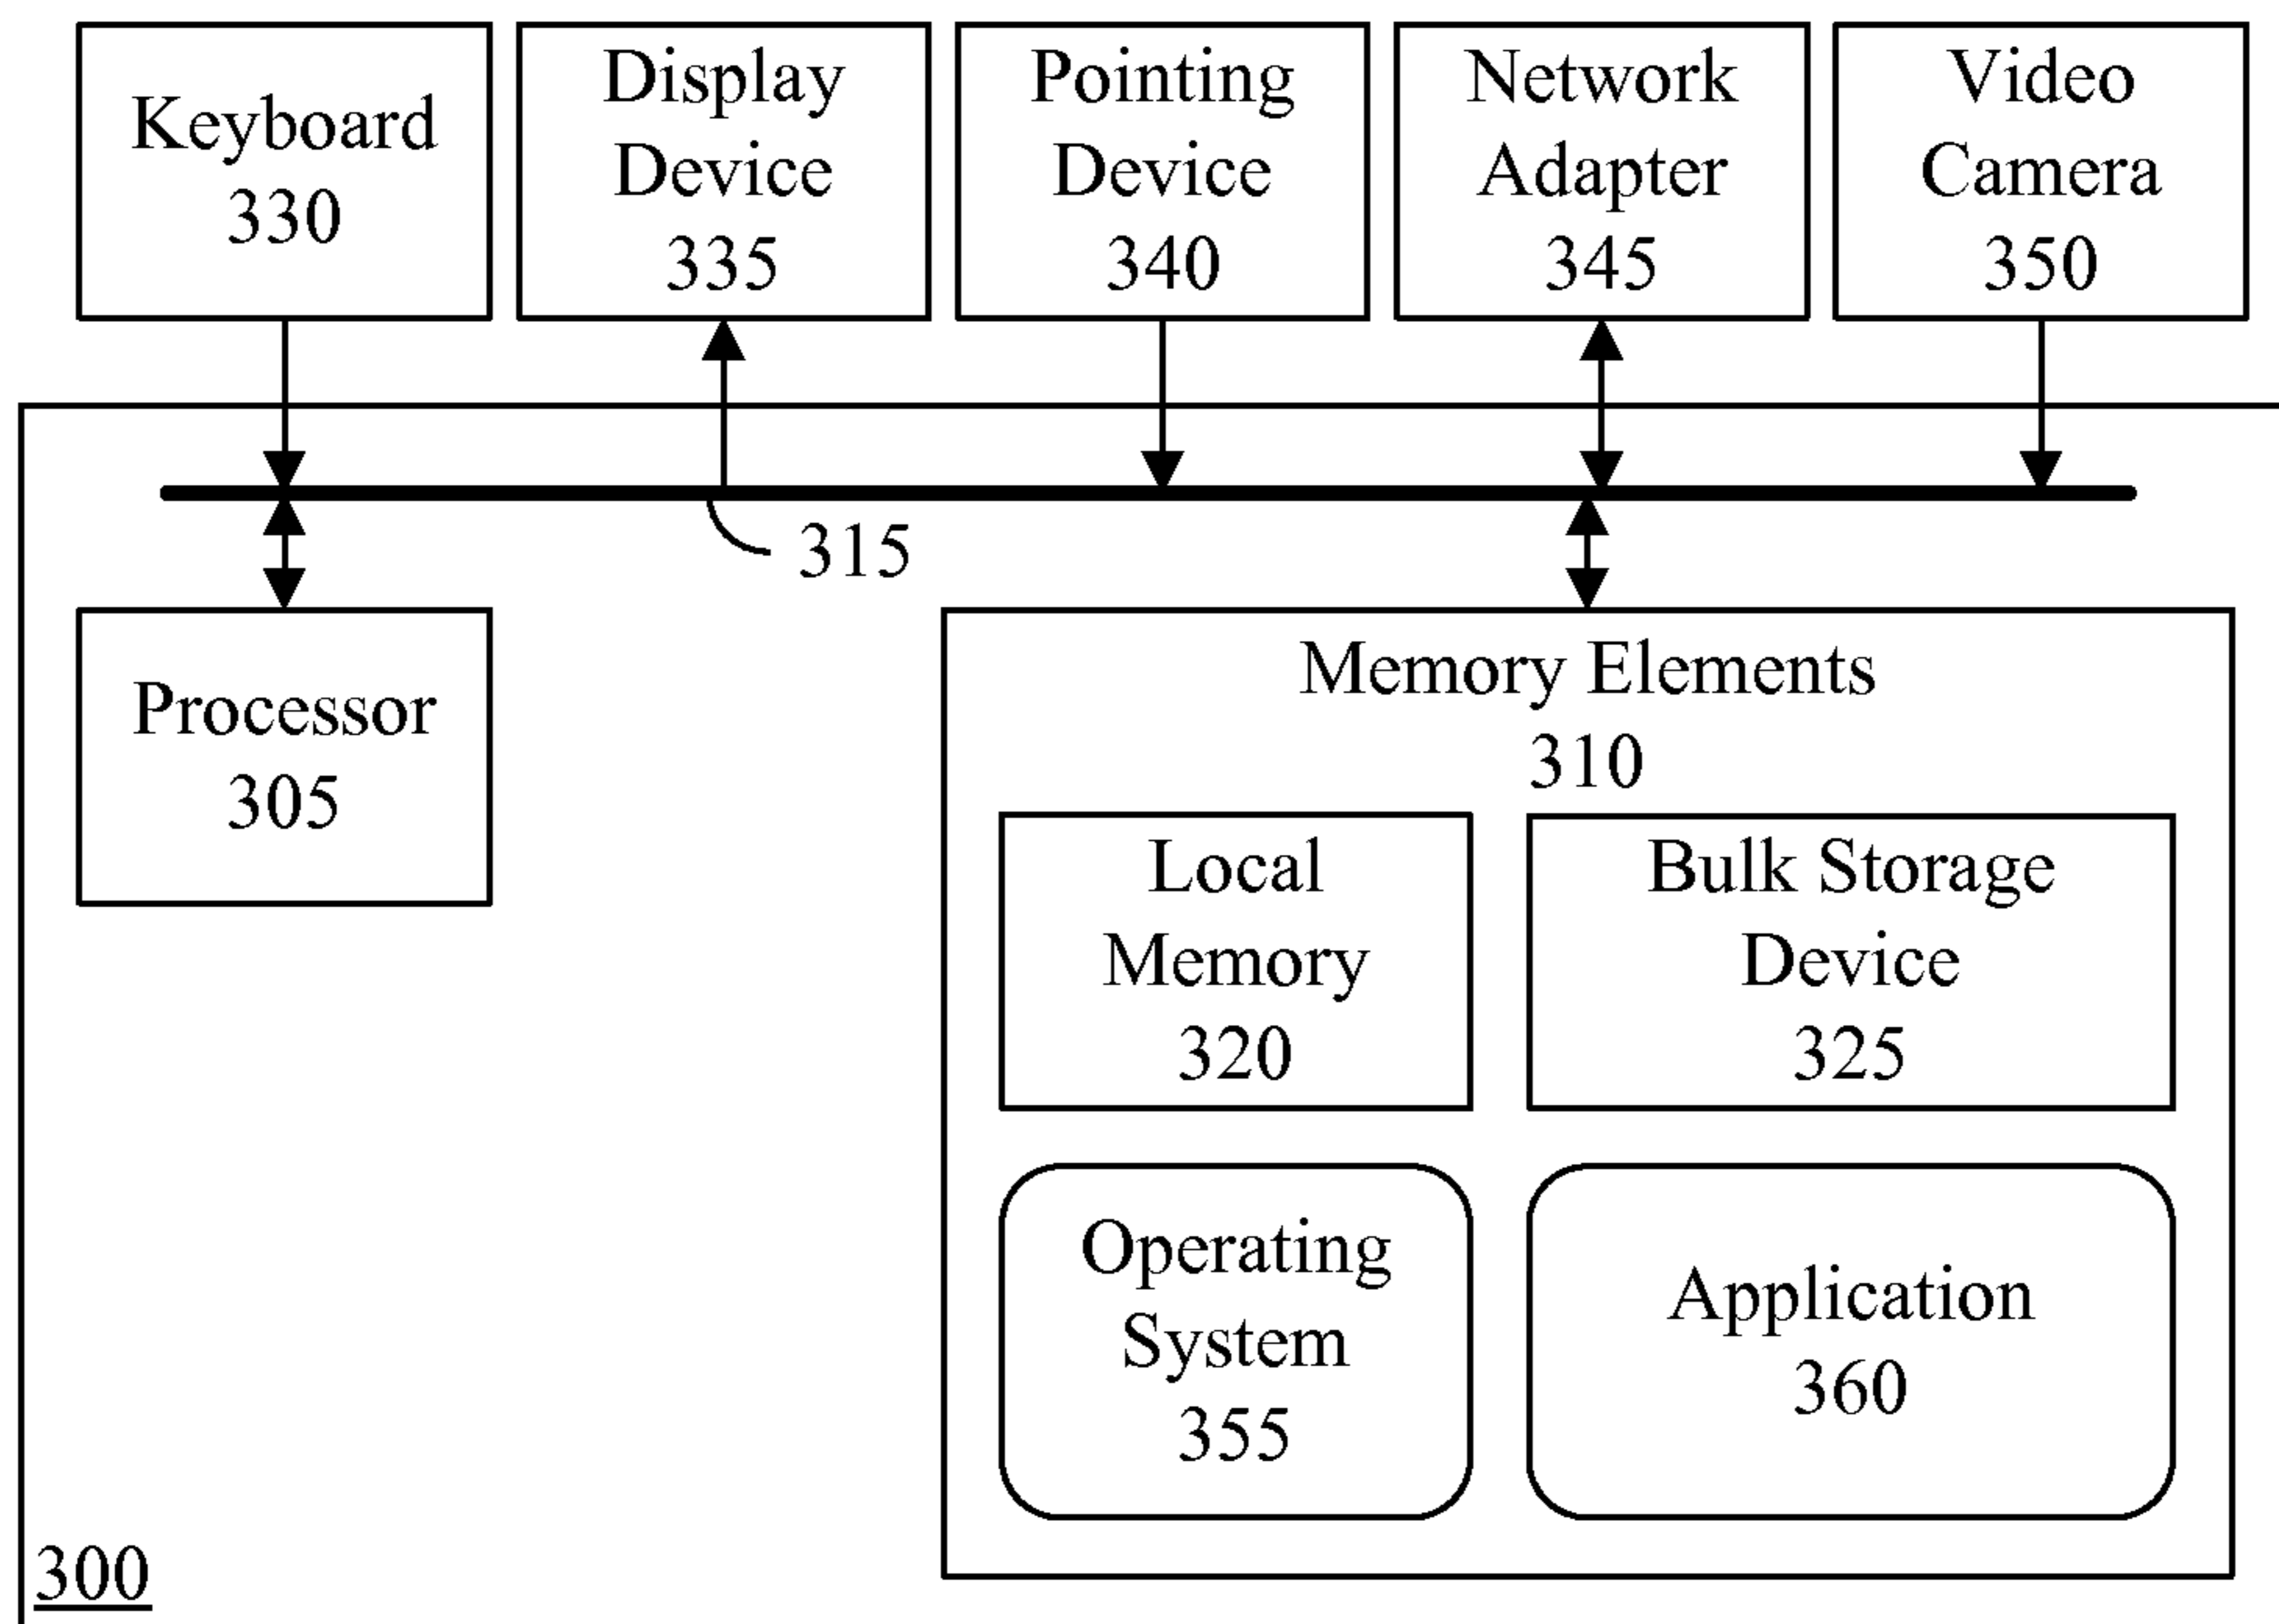 Keyboard
330
Display
Device
335
Pointing
Device
340
Network
Adapter
345
Video
Camera
350
315
Processor
305
Memory Elements
310
Local
Memory
320
Bulk Storage
Device
325
Operating
System
355
Application
360
300